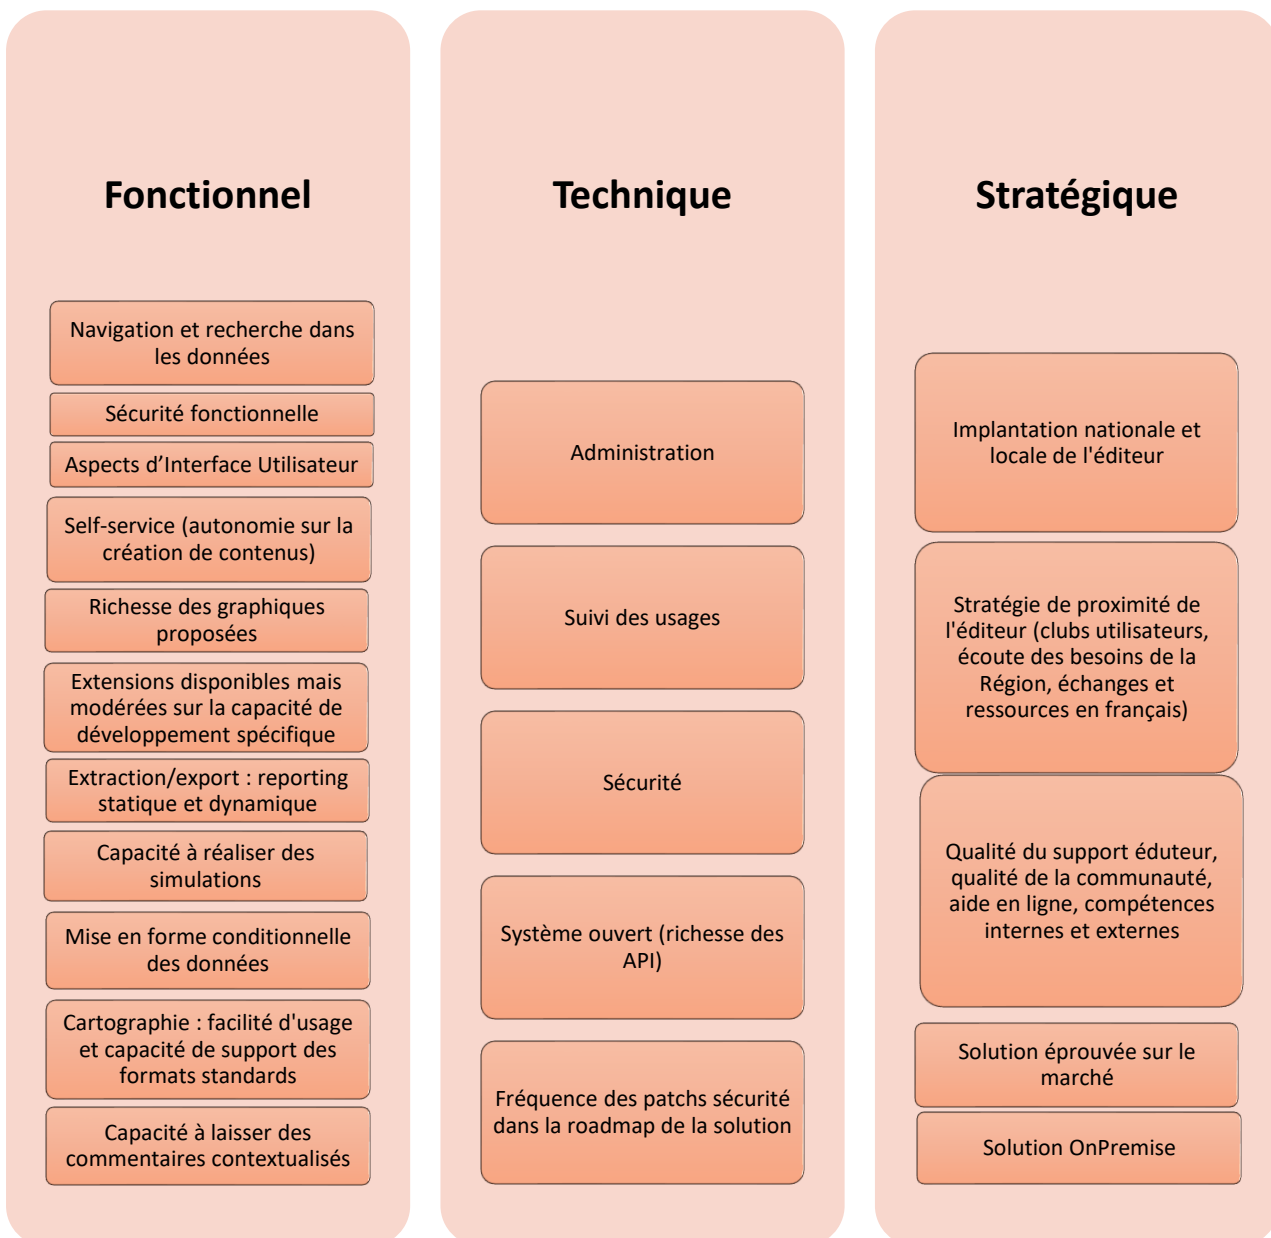 Fonctionnel
Navigation et recherche dans
les données
Sécurité fonctionnelle
Aspects d’Interface Utilisateur
Self-service (autonomie sur la
création de contenus)
Richesse des graphiques
proposées
Extensions disponibles mais
modérées sur la capacité de
développement spécifique
Extraction/export : reporting
statique et dynamique
Capacité à réaliser des
simulations
Mise en forme conditionnelle
des données
Cartographie : facilité d'usage
et capacité de support des
formats standards
Capacité à laisser des
commentaires contextualisés
Technique
Administration
Suivi des usages
Sécurité
Système ouvert (richesse des
API)
Fréquence des patchs sécurité
dans la roadmap de la solution
Stratégique
Implantation nationale et
locale de l'éditeur
Stratégie de proximité de
l'éditeur (clubs utilisateurs,
écoute des besoins de la
Région, échanges et
ressources en français)
Qualité du support éduteur,
qualité de la communauté,
aide en ligne, compétences
internes et externes
Solution éprouvée sur le
marché
Solution OnPremise